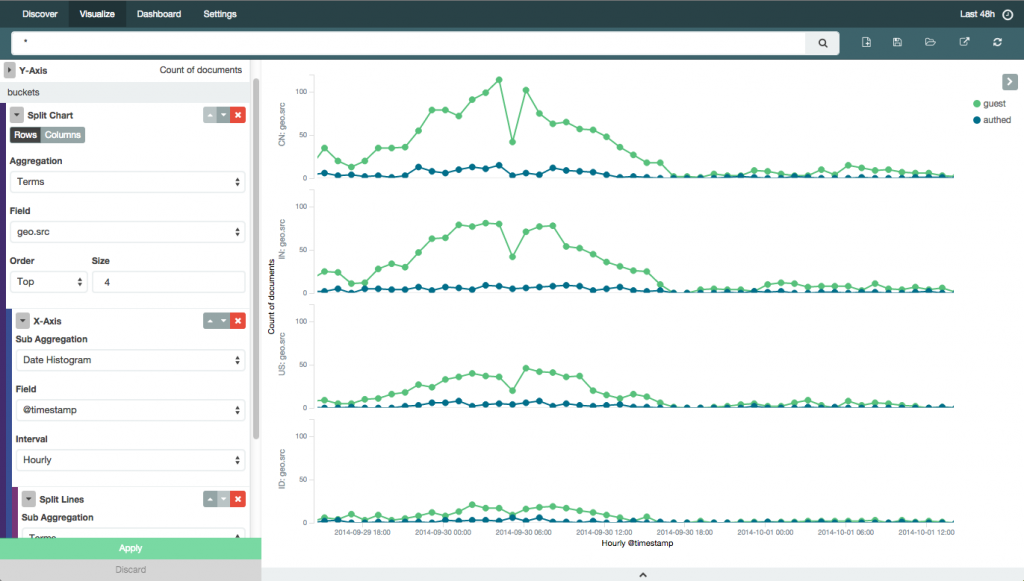 Discover Visualize Dashboard Settings Last 48h
*
Y-Axis Count of documents
buckets
Split Chart
Rows Columns
Aggregation
Terms
Field
geo.src
Order Size
Top 4
X-Axis
Sub Aggregation
Date Histogram
Field
@timestamp
Interval
Hourly
Split Lines
Sub Aggregation
Terms
Apply
Discard
Count of documents
CN: geo.src
100
50
0
IN: geo.src
100
50
0
US: geo.src
100
50
0
ID: geo.src
100
50
0
2014-09-29 18:00 2014-09-30 00:00 2014-09-30 06:00 2014-09-30 12:00 2014-09-30 18:00 2014-10-01 00:00 2014-10-01 06:00 2014-10-01 12:00
Hourly @timestamp
guest
authed